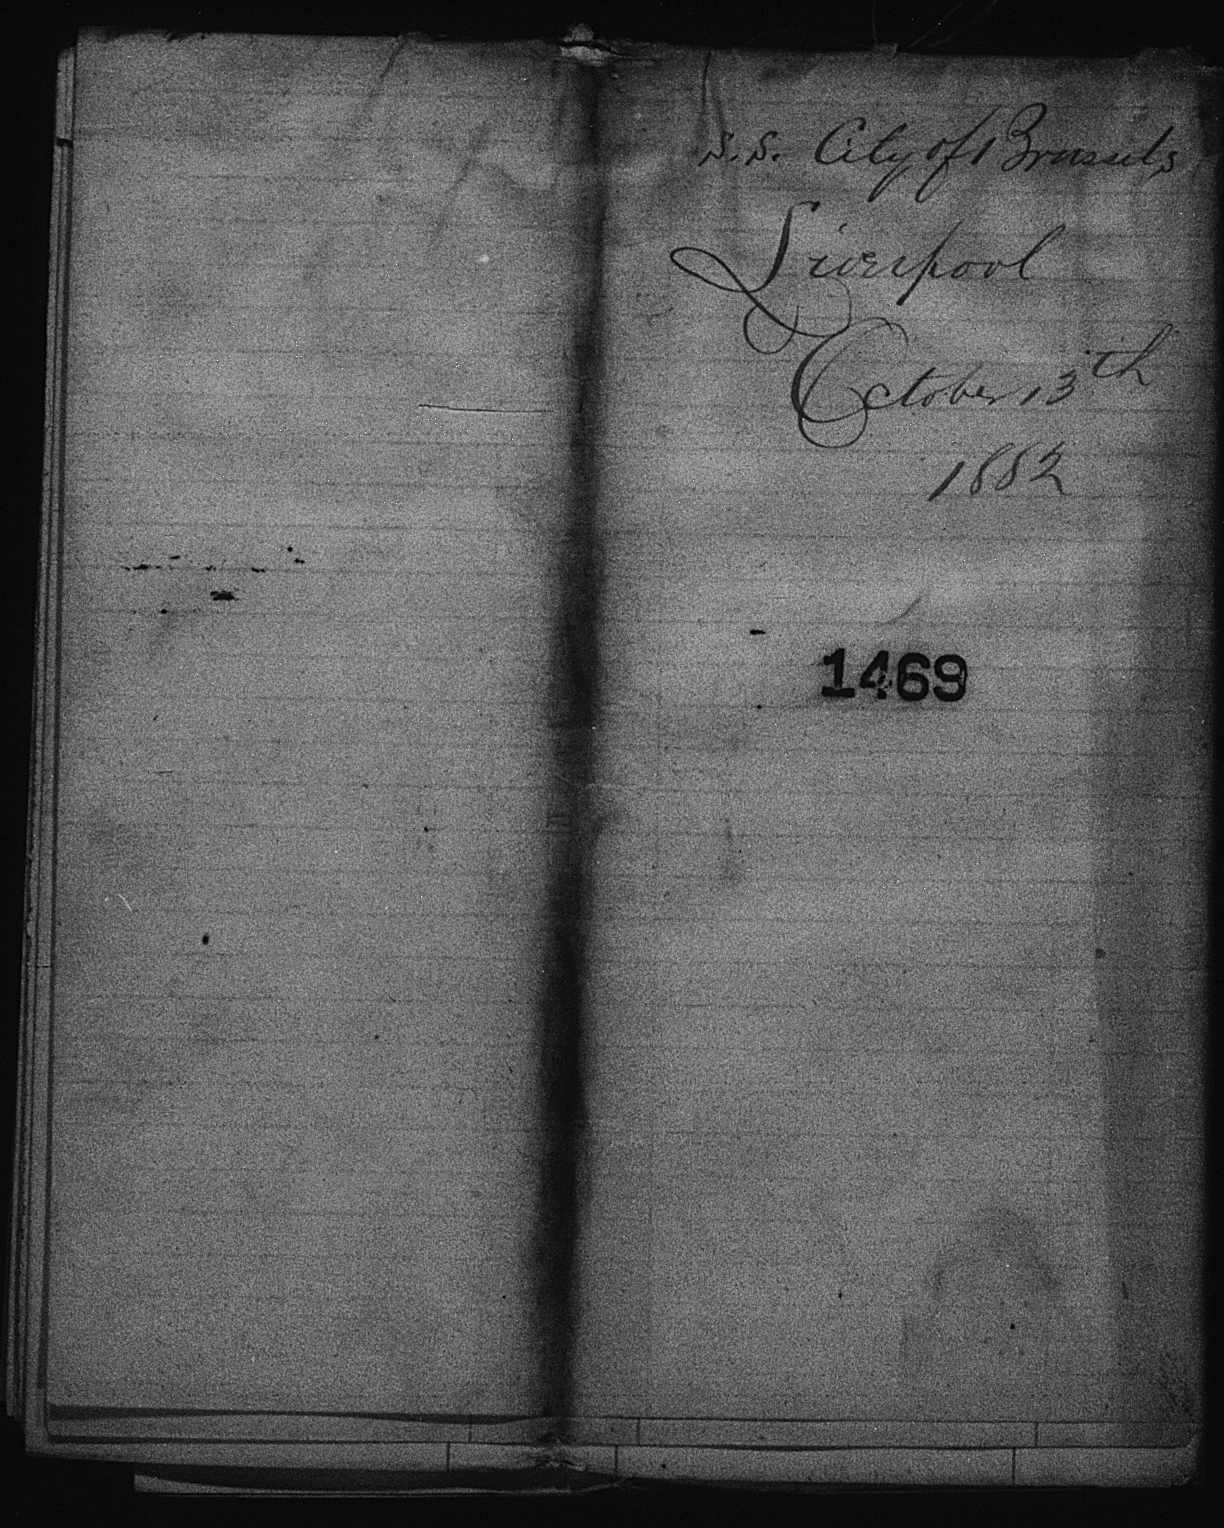 S.S. City of Brussels
Liverpool
October 13th
1882
1469